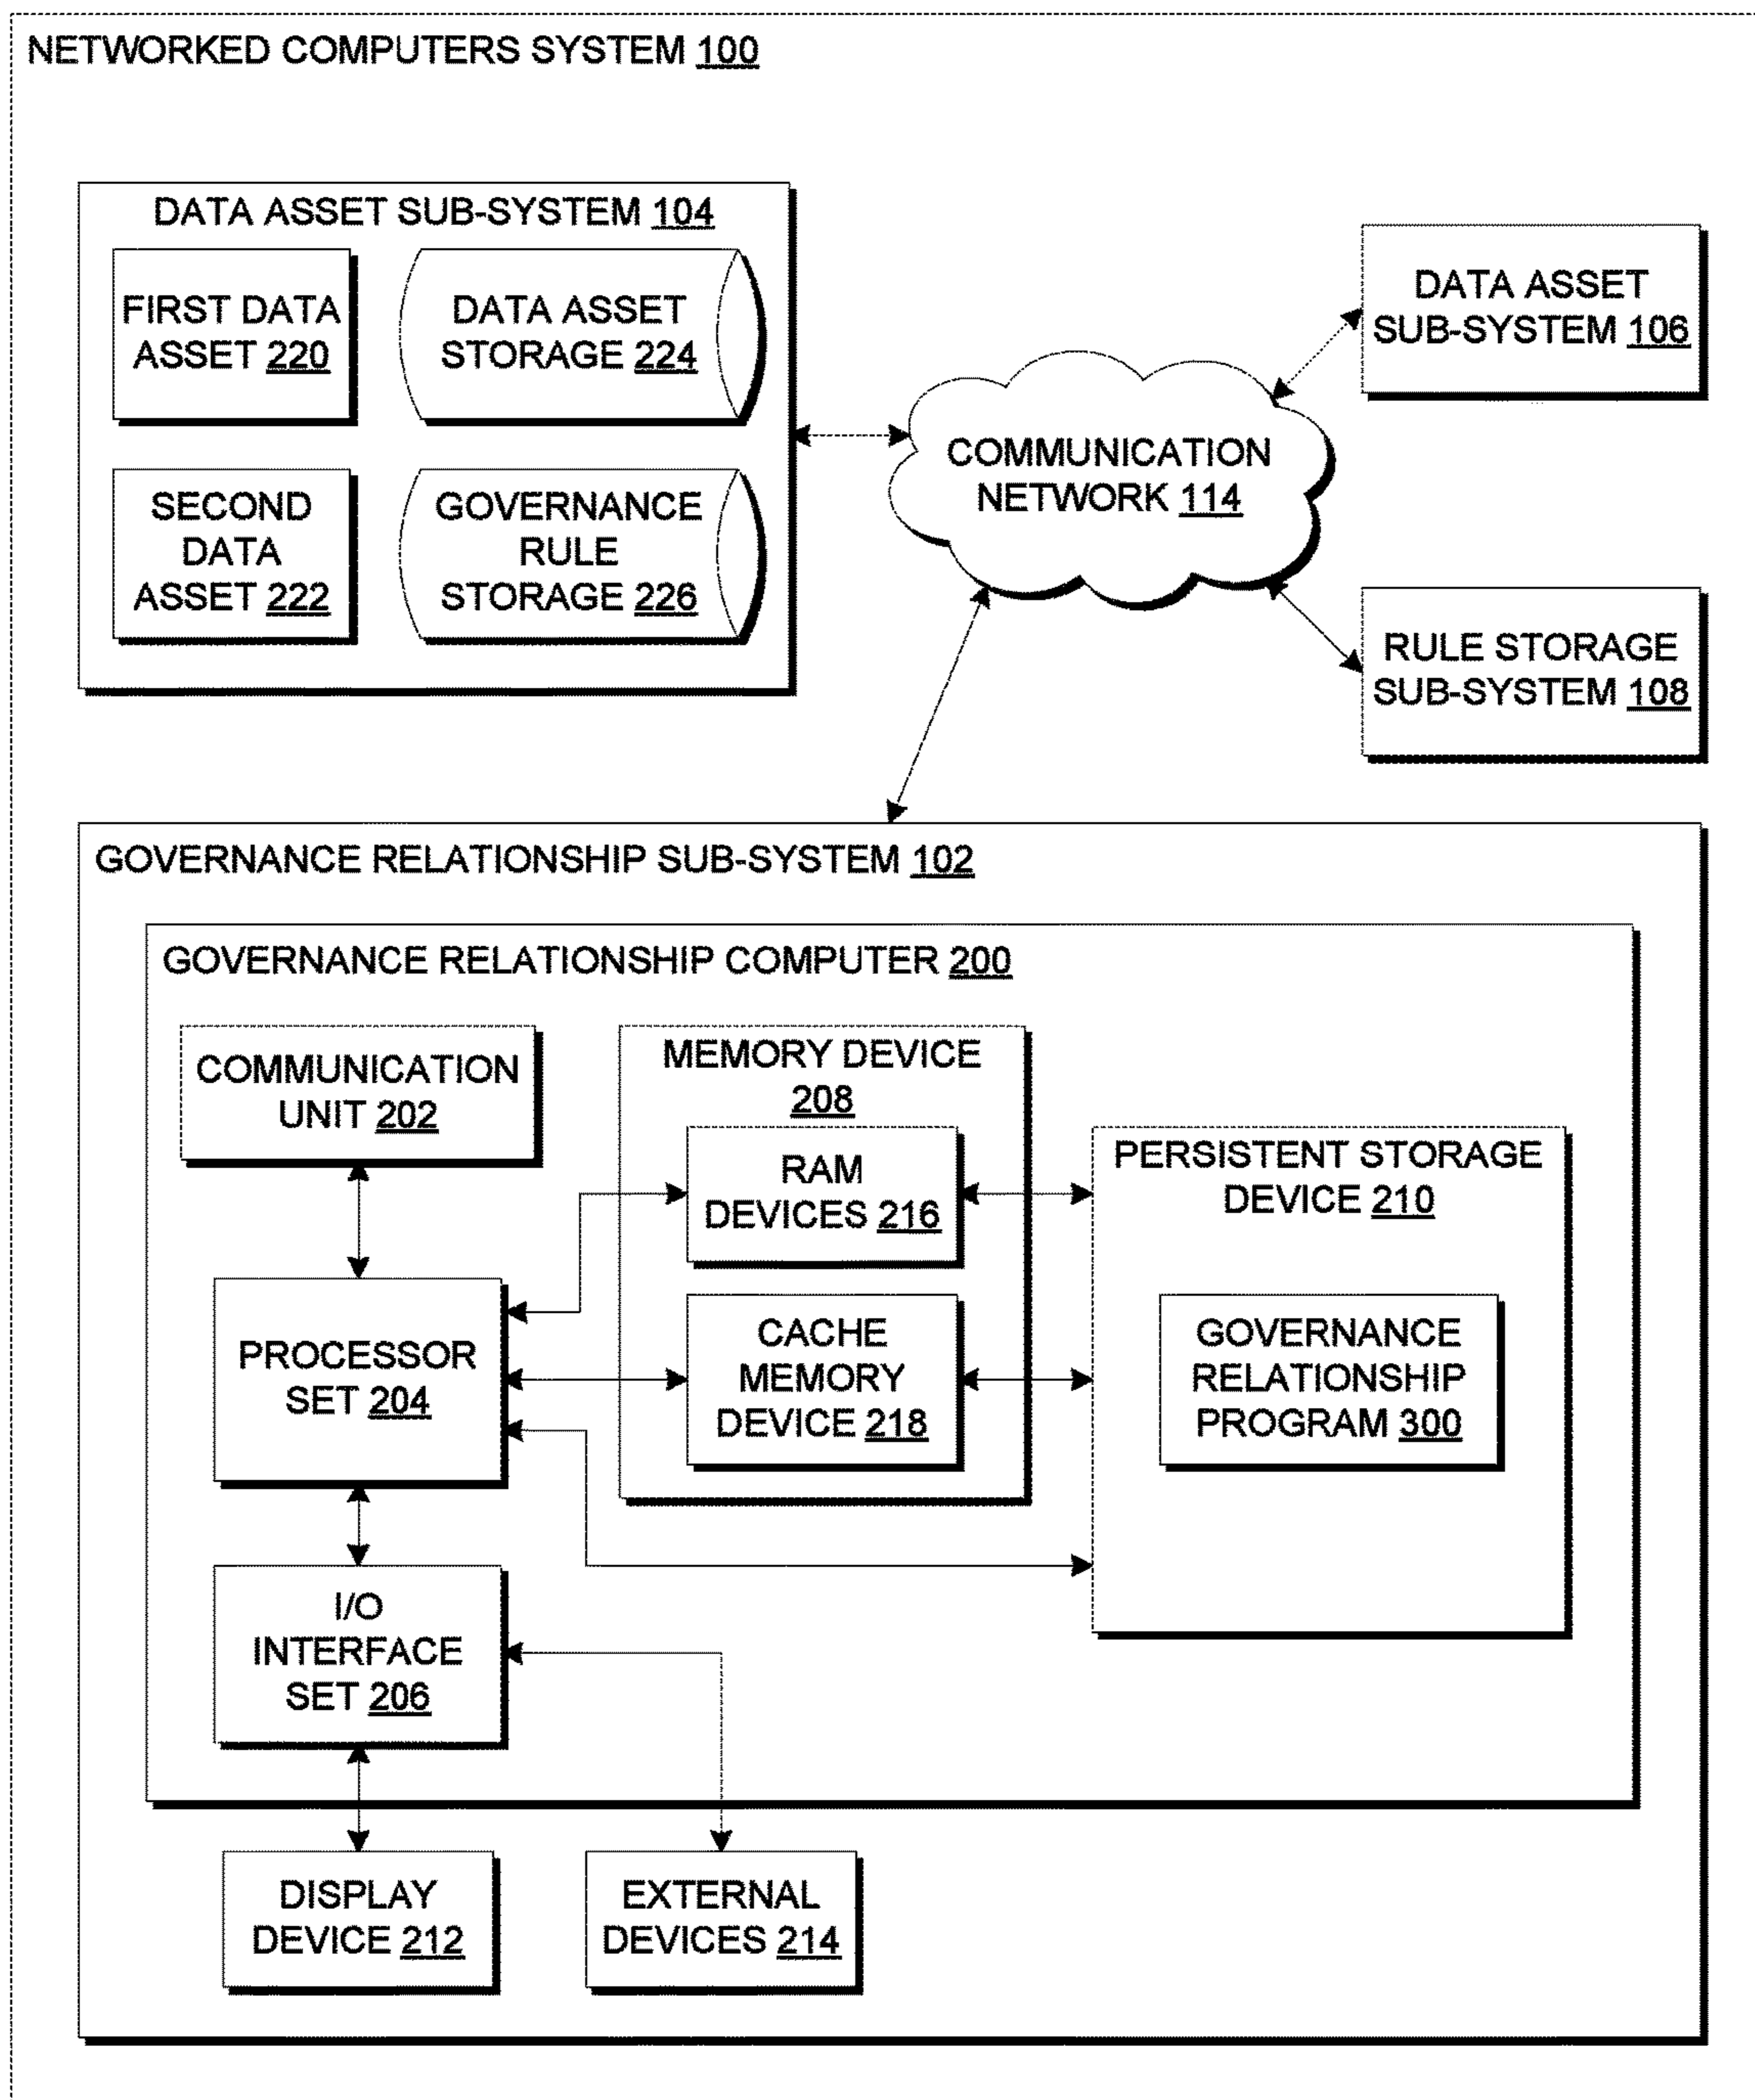 NETWORKED COMPUTERS SYSTEM 100
DATA ASSET SUB-SYSTEM 104
FIRST DATA
ASSET 220
DATA ASSET
STORAGE 224
SECOND
DATA
ASSET 222
GOVERNANCE
RULE
STORAGE 226
COMMUNICATION
NETWORK 114
DATA ASSET
SUB-SYSTEM 106
RULE STORAGE
SUB-SYSTEM 108
GOVERNANCE RELATIONSHIP SUB-SYSTEM 102
GOVERNANCE RELATIONSHIP COMPUTER 200
COMMUNICATION
UNIT 202
MEMORY DEVICE
208
RAM
DEVICES 216
PERSISTENT STORAGE
DEVICE 210
PROCESSOR
SET 204
CACHE
MEMORY
DEVICE 218
GOVERNANCE
RELATIONSHIP
PROGRAM 300
I/O
INTERFACE
SET 206
DISPLAY
DEVICE 212
EXTERNAL
DEVICES 214